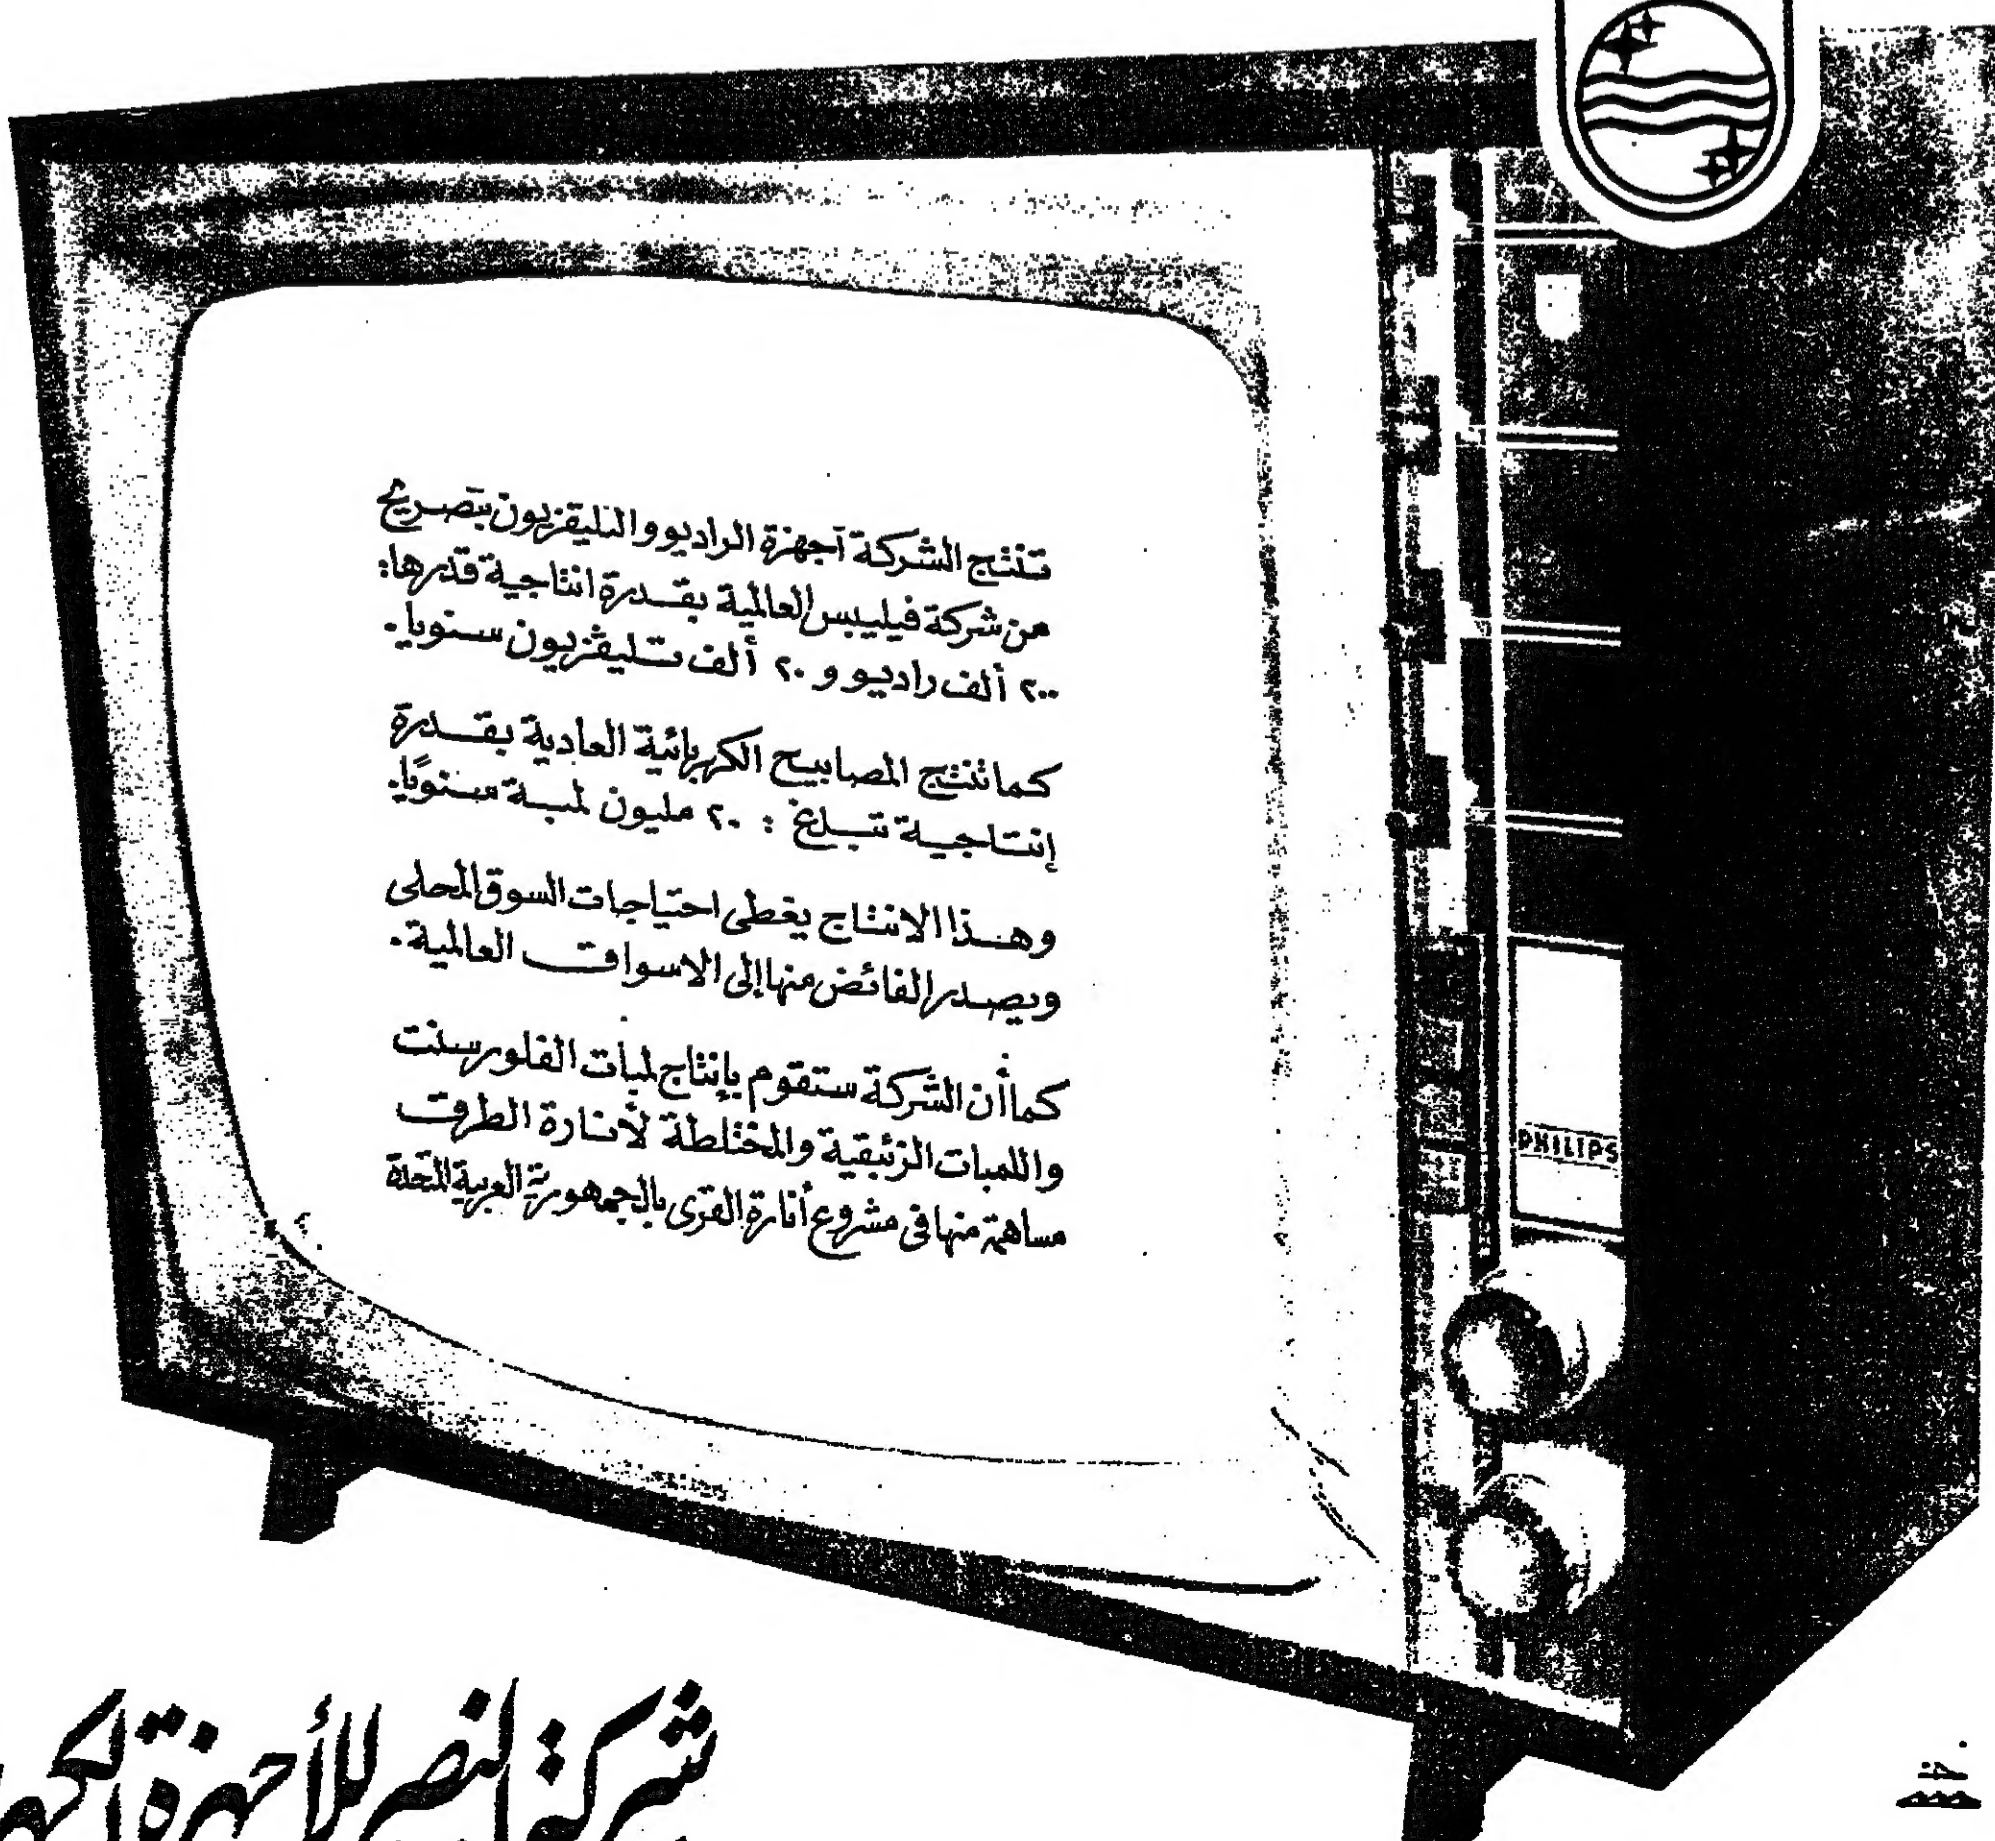 تنتج الشركة أجهزة الراديو والتليفزيون بتصريح
من شركة فيليبس العالمية بقدرة انتاجية قدرها:
٢٠٠ ألف راديو و ٢٠ ألف تليفزيون سنويا.
كما تنتج المصابيح الكهربائية العادية بقدرة
إنتاجية تبلغ : ٢٠ مليون لمبة سنويًا.
وهذا الانتاج يغطى احتياجات السوق المحلى
ويصدر الفائض منها إلى الاسواق العالمية.
كما أن الشركة ستقوم بإنتاج لمبات الفلورسنت
واللمبات الزئبقية والمختلطة لأنارة الطرق
مساهمة منها فى مشروع أنارة القرى بالجمهورية العربية المتحدة
PHILIPS
شركة النصر للأجهزة